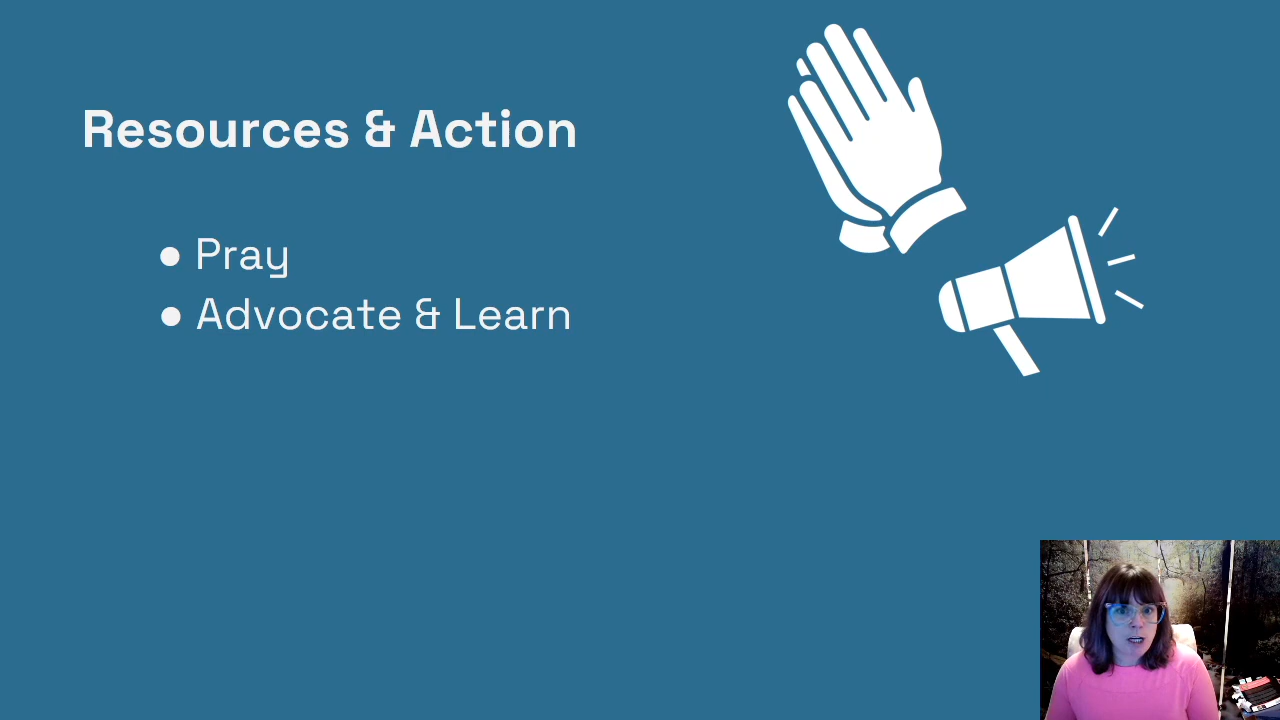 Resources & Action
● Pray
● Advocate & Learn